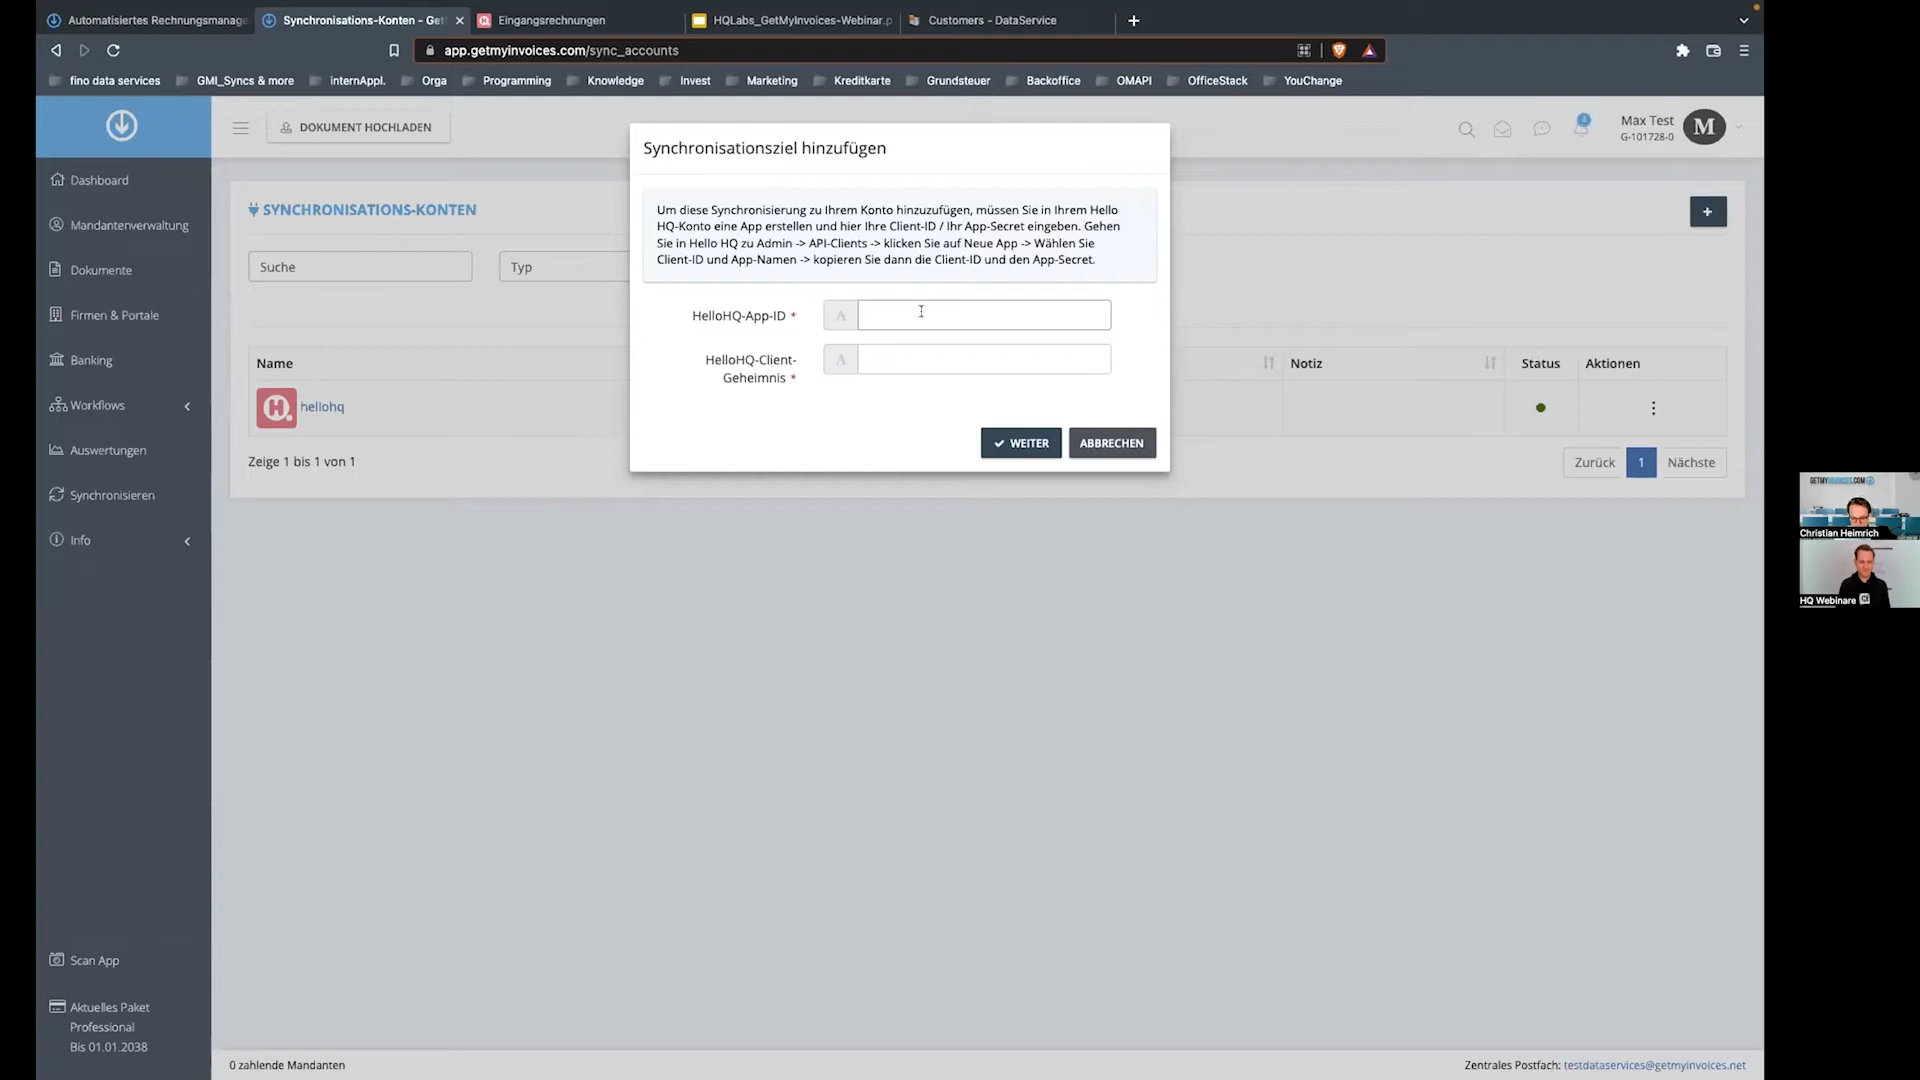 Automatisiertes Rechnungsmanage
Synchronisations-Konten - Get
Eingangsrechnungen
HQLabs_GetMyInvoices-Webinar.p
Customers - DataService
app.getmyinvoices.com/sync_accounts
fino data services
GMI_Syncs & more
internAppl.
Orga
Programming
Knowledge
Invest
Marketing
Kreditkarte
Grundsteuer
Backoffice
OMAPI
OfficeStack
YouChange
DOKUMENT HOCHLADEN
Max Test
G-101728-0
M
Dashboard
Mandantenverwaltung
Dokumente
Firmen & Portale
Banking
Workflows
Auswertungen
Synchronisieren
Info
Scan App
Aktuelles Paket
Professional
Bis 01.01.2038
SYNCHRONISATIONS-KONTEN
+
Suche
Typ
Name
Notiz
Status
Aktionen
hellohq
Zeige 1 bis 1 von 1
Zurück
1
Nächste
Synchronisationsziel hinzufügen
Um diese Synchronisierung zu Ihrem Konto hinzuzufügen, müssen Sie in Ihrem Hello
HQ-Konto eine App erstellen und hier Ihre Client-ID / Ihr App-Secret eingeben. Gehen
Sie in Hello HQ zu Admin -> API-Clients -> klicken Sie auf Neue App -> Wählen Sie
Client-ID und App-Namen -> kopieren Sie dann die Client-ID und den App-Secret.
HelloHQ-App-ID *
A
HelloHQ-Client-
Geheimnis *
A
WEITER
ABBRECHEN
GETMYINVOICES.COM
Christian Heimrich
HQ Webinare
0 zahlende Mandanten
Zentrales Postfach: testdataservices@getmyinvoices.net